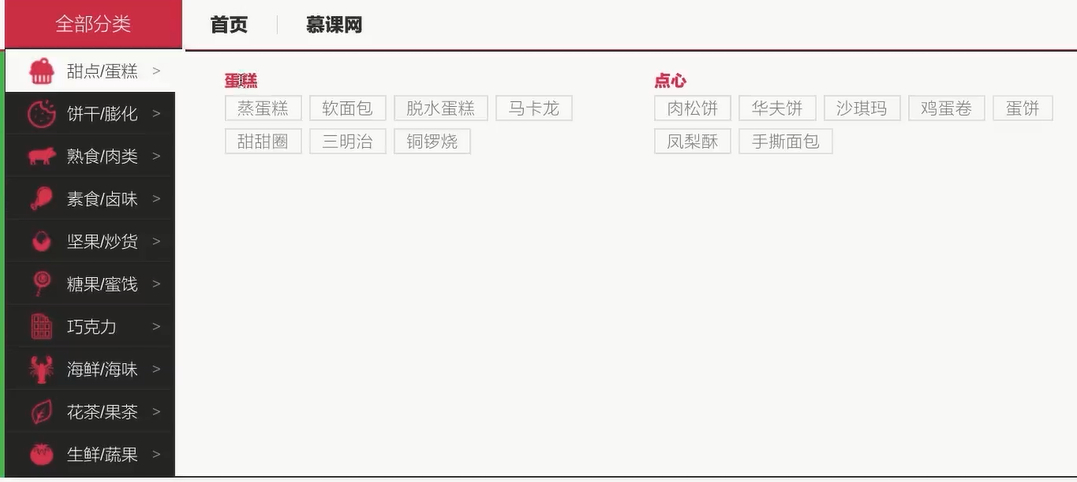 全部分类 首页 慕课网
甜点/蛋糕 >
饼干/膨化 >
熟食/肉类 >
素食/卤味 >
坚果/炒货 >
糖果/蜜饯 >
巧克力 >
海鲜/海味 >
花茶/果茶 >
生鲜/蔬果 >
蛋糕
蒸蛋糕 软面包 脱水蛋糕 马卡龙
甜甜圈 三明治 铜锣烧
点心
肉松饼 华夫饼 沙琪玛 鸡蛋卷 蛋饼
凤梨酥 手撕面包